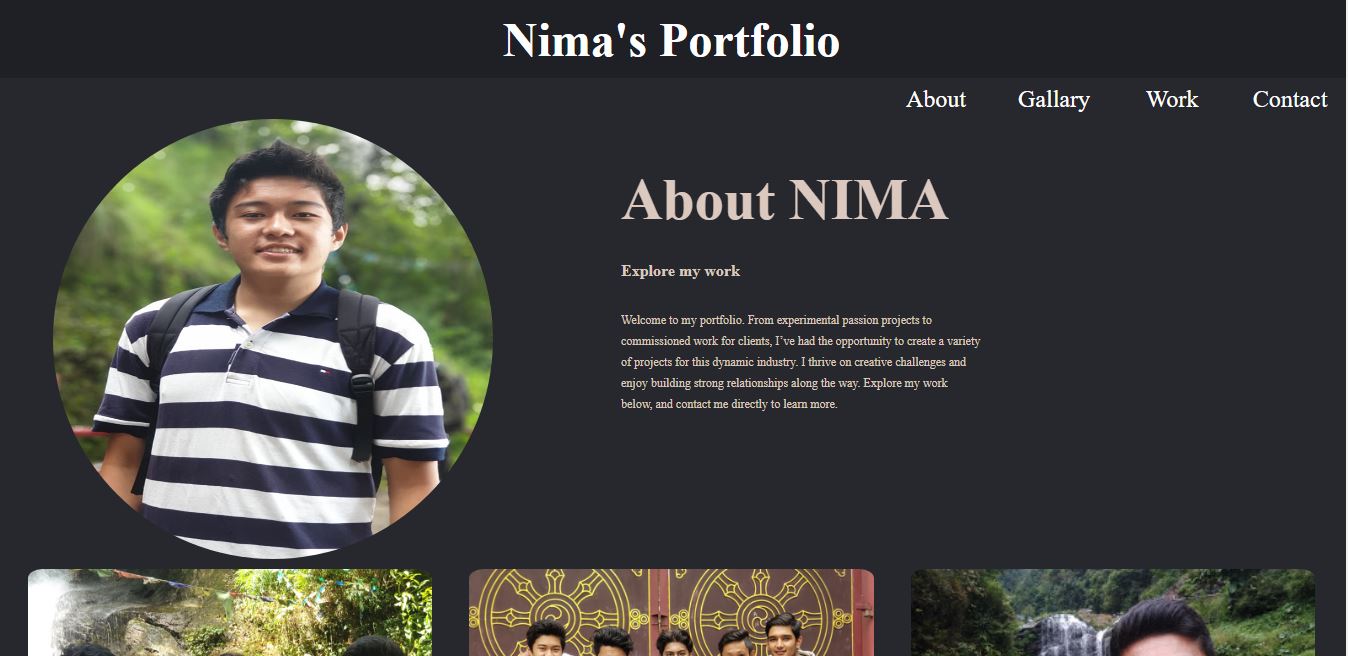 Nima's Portfolio
About Gallary Work Contact
About NIMA
Explore my work
Welcome to my portfolio. From experimental passion projects to
commissioned work for clients, I’ve had the opportunity to create a variety
of projects for this dynamic industry. I thrive on creative challenges and
enjoy building strong relationships along the way. Explore my work
below, and contact me directly to learn more.